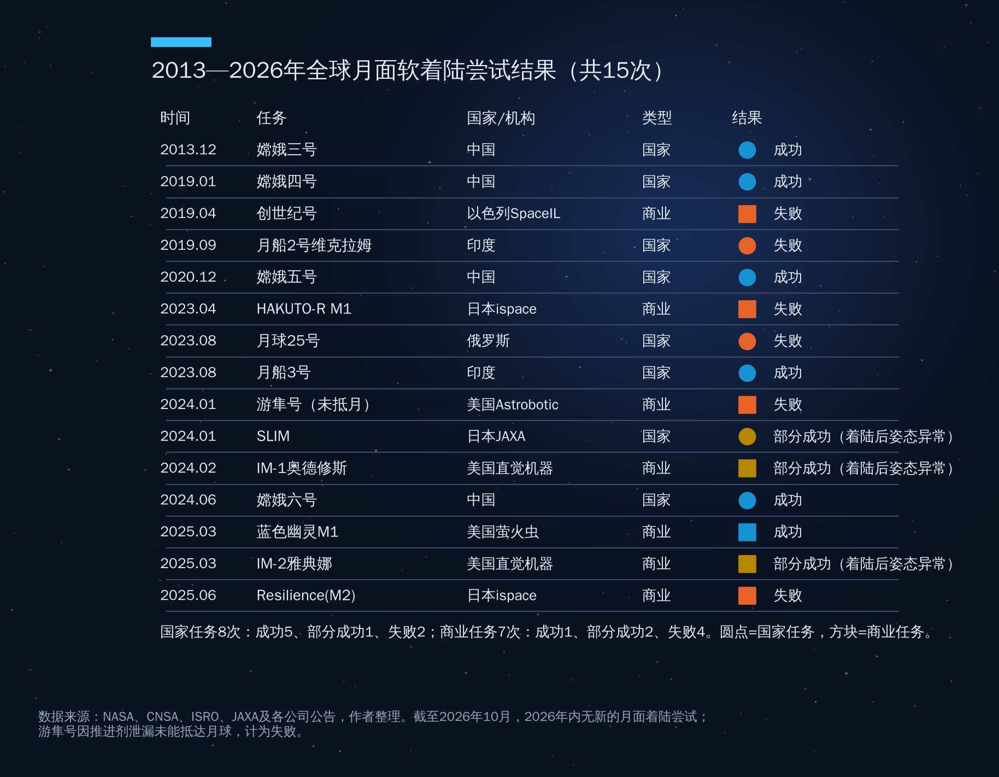 2013—2026年全球月面软着陆尝试结果（共15次）
时间 任务 国家/机构 类型 结果
2013.12 嫦娥三号 中国 国家 成功
2019.01 嫦娥四号 中国 国家 成功
2019.04 创世纪号 以色列SpaceIL 商业 失败
2019.09 月船2号维克拉姆 印度 国家 失败
2020.12 嫦娥五号 中国 国家 成功
2023.04 HAKUTO-R M1 日本ispace 商业 失败
2023.08 月球25号 俄罗斯 国家 失败
2023.08 月船3号 印度 国家 成功
2024.01 游隼号（未抵月） 美国Astrobotic 商业 失败
2024.01 SLIM 日本JAXA 国家 部分成功（着陆后姿态异常）
2024.02 IM-1奥德修斯 美国直觉机器 商业 部分成功（着陆后姿态异常）
2024.06 嫦娥六号 中国 国家 成功
2025.03 蓝色幽灵M1 美国萤火虫 商业 成功
2025.03 IM-2雅典娜 美国直觉机器 商业 部分成功（着陆后姿态异常）
2025.06 Resilience(M2) 日本ispace 商业 失败
国家任务8次：成功5、部分成功1、失败2；商业任务7次：成功1、部分成功2、失败4。圆点=国家任务，方块=商业任务。
数据来源：NASA、CNSA、ISRO、JAXA及各公司公告，作者整理。截至2026年10月，2026年内无新的月面着陆尝试；
游隼号因推进剂泄漏未能抵达月球，计为失败。